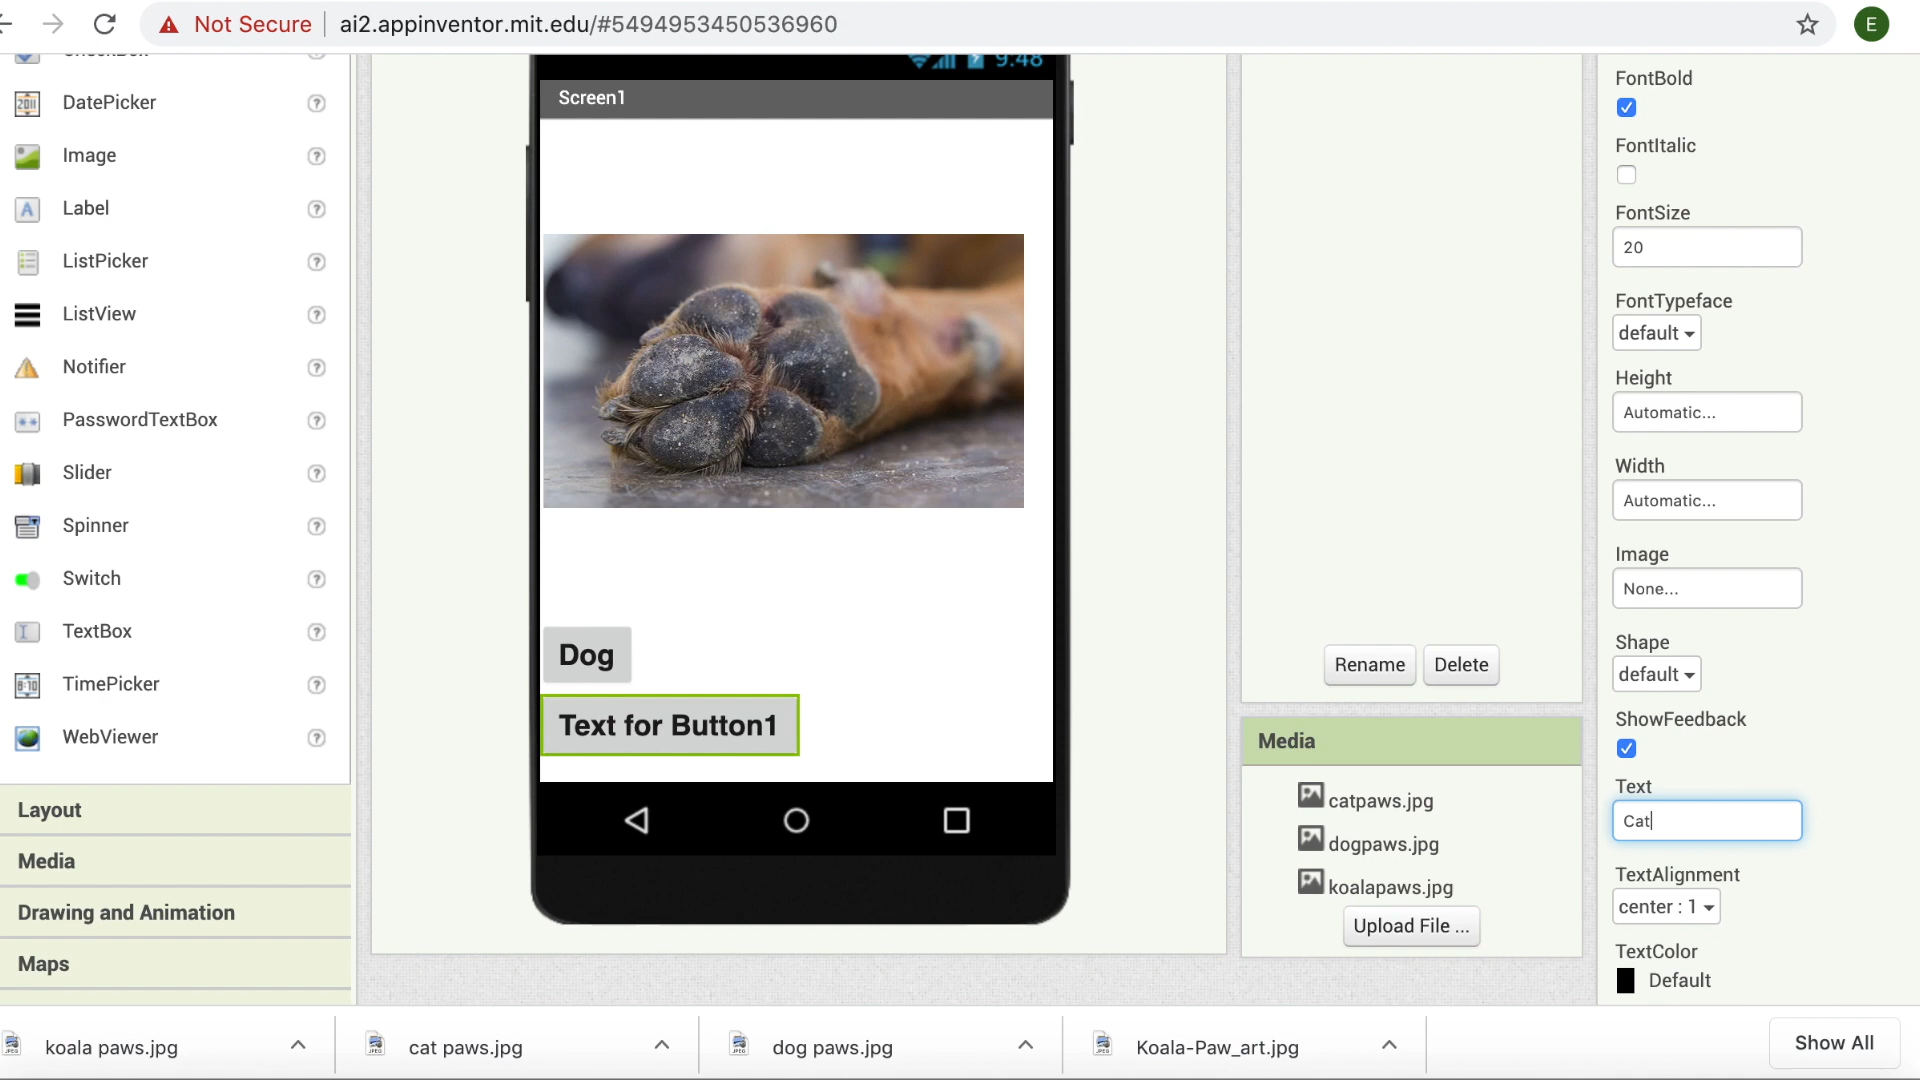 Not Secure
ai2.appinventor.mit.edu/#5494953450536960
E
CheckBox
DatePicker
Image
Label
ListPicker
ListView
Notifier
PasswordTextBox
Slider
Spinner
Switch
TextBox
TimePicker
WebViewer
Layout
Media
Drawing and Animation
Maps
9:48
Screen1
Dog
Text for Button1
Rename
Delete
Media
catpaws.jpg
dogpaws.jpg
koalapaws.jpg
Upload File ...
FontBold
FontItalic
FontSize
20
FontTypeface
default
Height
Automatic...
Width
Automatic...
Image
None...
Shape
default
ShowFeedback
Text
Cat
TextAlignment
center : 1
TextColor
Default
koala paws.jpg
cat paws.jpg
dog paws.jpg
Koala-Paw_art.jpg
Show All